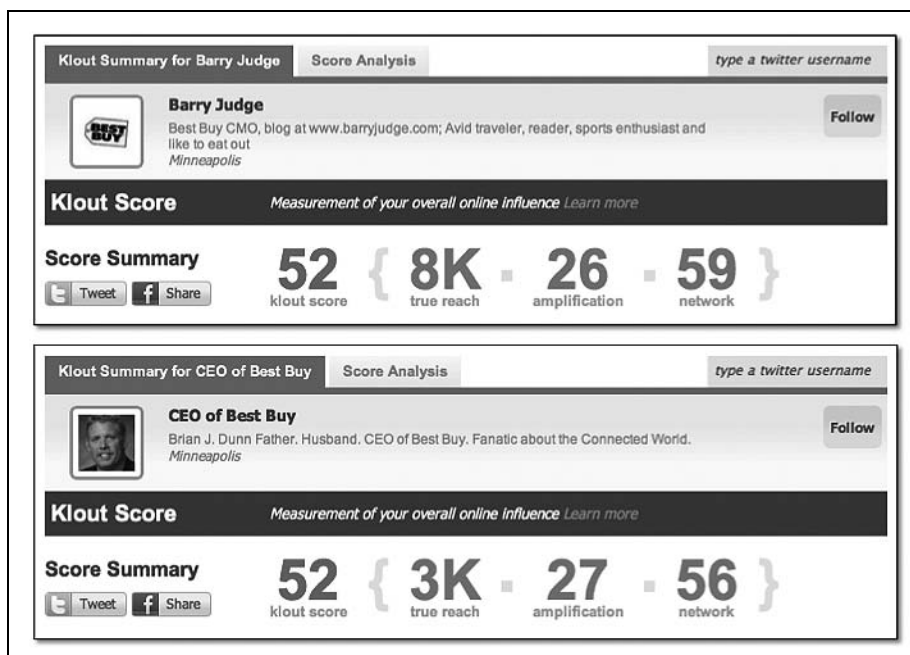 Klout Summary for Barry Judge Score Analysis type a twitter username
Barry Judge
Best Buy CMO, blog at www.barryjudge.com; Avid traveler, reader, sports enthusiast and
like to eat out
Minneapolis
Follow
BEST
BUY
Klout Score Measurement of your overall online influence Learn more
Score Summary
52 { 8K 26 59 }
klout score true reach amplification network
Tweet Share
Klout Summary for CEO of Best Buy Score Analysis type a twitter username
CEO of Best Buy
Brian J. Dunn Father. Husband. CEO of Best Buy. Fanatic about the Connected World.
Minneapolis
Follow
Klout Score Measurement of your overall online influence Learn more
Score Summary
52 { 3K 27 56 }
klout score true reach amplification network
Tweet Share